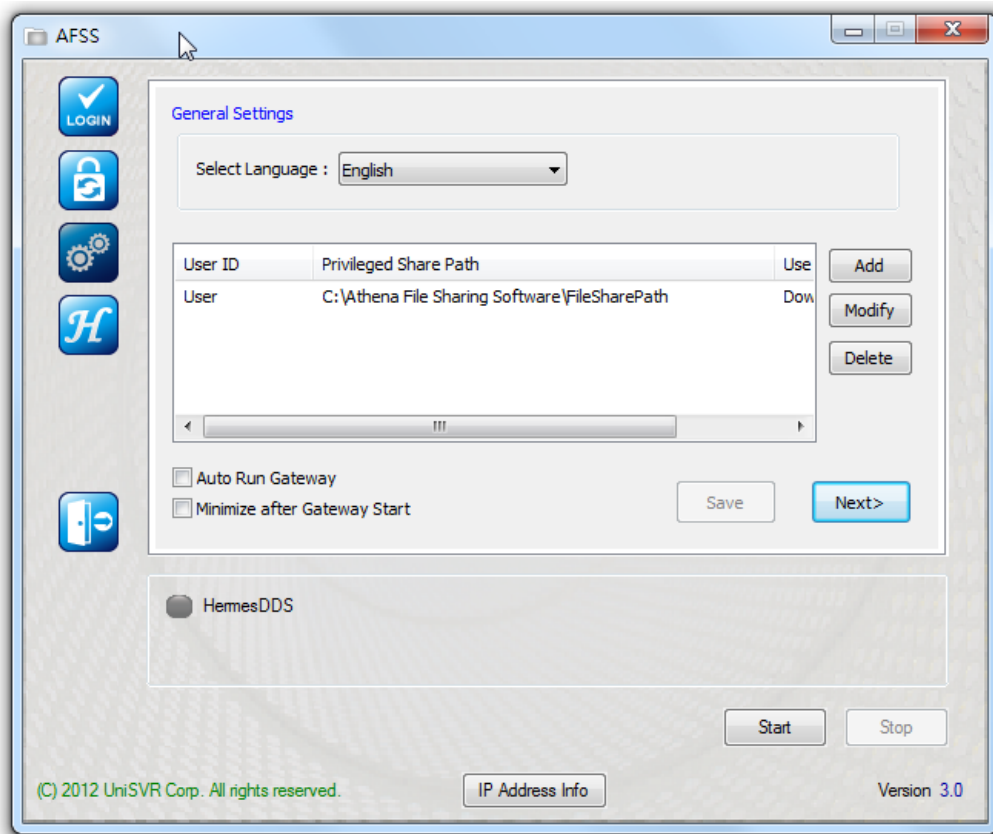 AFSS
LOGIN
General Settings
Select Language : English
User ID Privileged Share Path Use
User C:\Athena File Sharing Software\FileSharePath Dow
Add
Modify
Delete
H
Auto Run Gateway
Minimize after Gateway Start
Save Next>
HermesDDS
Start Stop
(C) 2012 UniSVR Corp. All rights reserved. IP Address Info Version 3.0